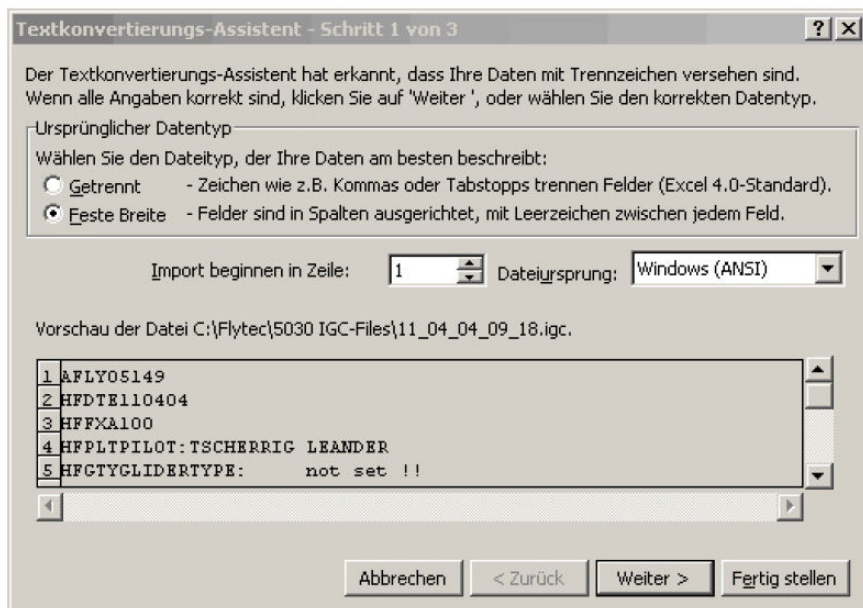 Textkonvertierungs-Assistent - Schritt 1 von 3
Der Textkonvertierungs-Assistent hat erkannt, dass Ihre Daten mit Trennzeichen versehen sind.
Wenn alle Angaben korrekt sind, klicken Sie auf 'Weiter ', oder wählen Sie den korrekten Datentyp.
Ursprünglicher Datentyp
Wählen Sie den Dateityp, der Ihre Daten am besten beschreibt:
Getrennt - Zeichen wie z.B. Kommas oder Tabstopps trennen Felder (Excel 4.0-Standard).
Feste Breite - Felder sind in Spalten ausgerichtet, mit Leerzeichen zwischen jedem Feld.
Import beginnen in Zeile: 1 Dateiursprung: Windows (ANSI)
Vorschau der Datei C:\Flytec\5030 IGC-Files\11_04_04_09_18.igc.
1 AFLY05149
2 HFDTE110404
3 HFFXA100
4 HFPLTPILOT:TSCHERRIG LEANDER
5 HFGTYGLIDERTYPE: not set !!
Abbrechen < Zurück Weiter > Fertig stellen